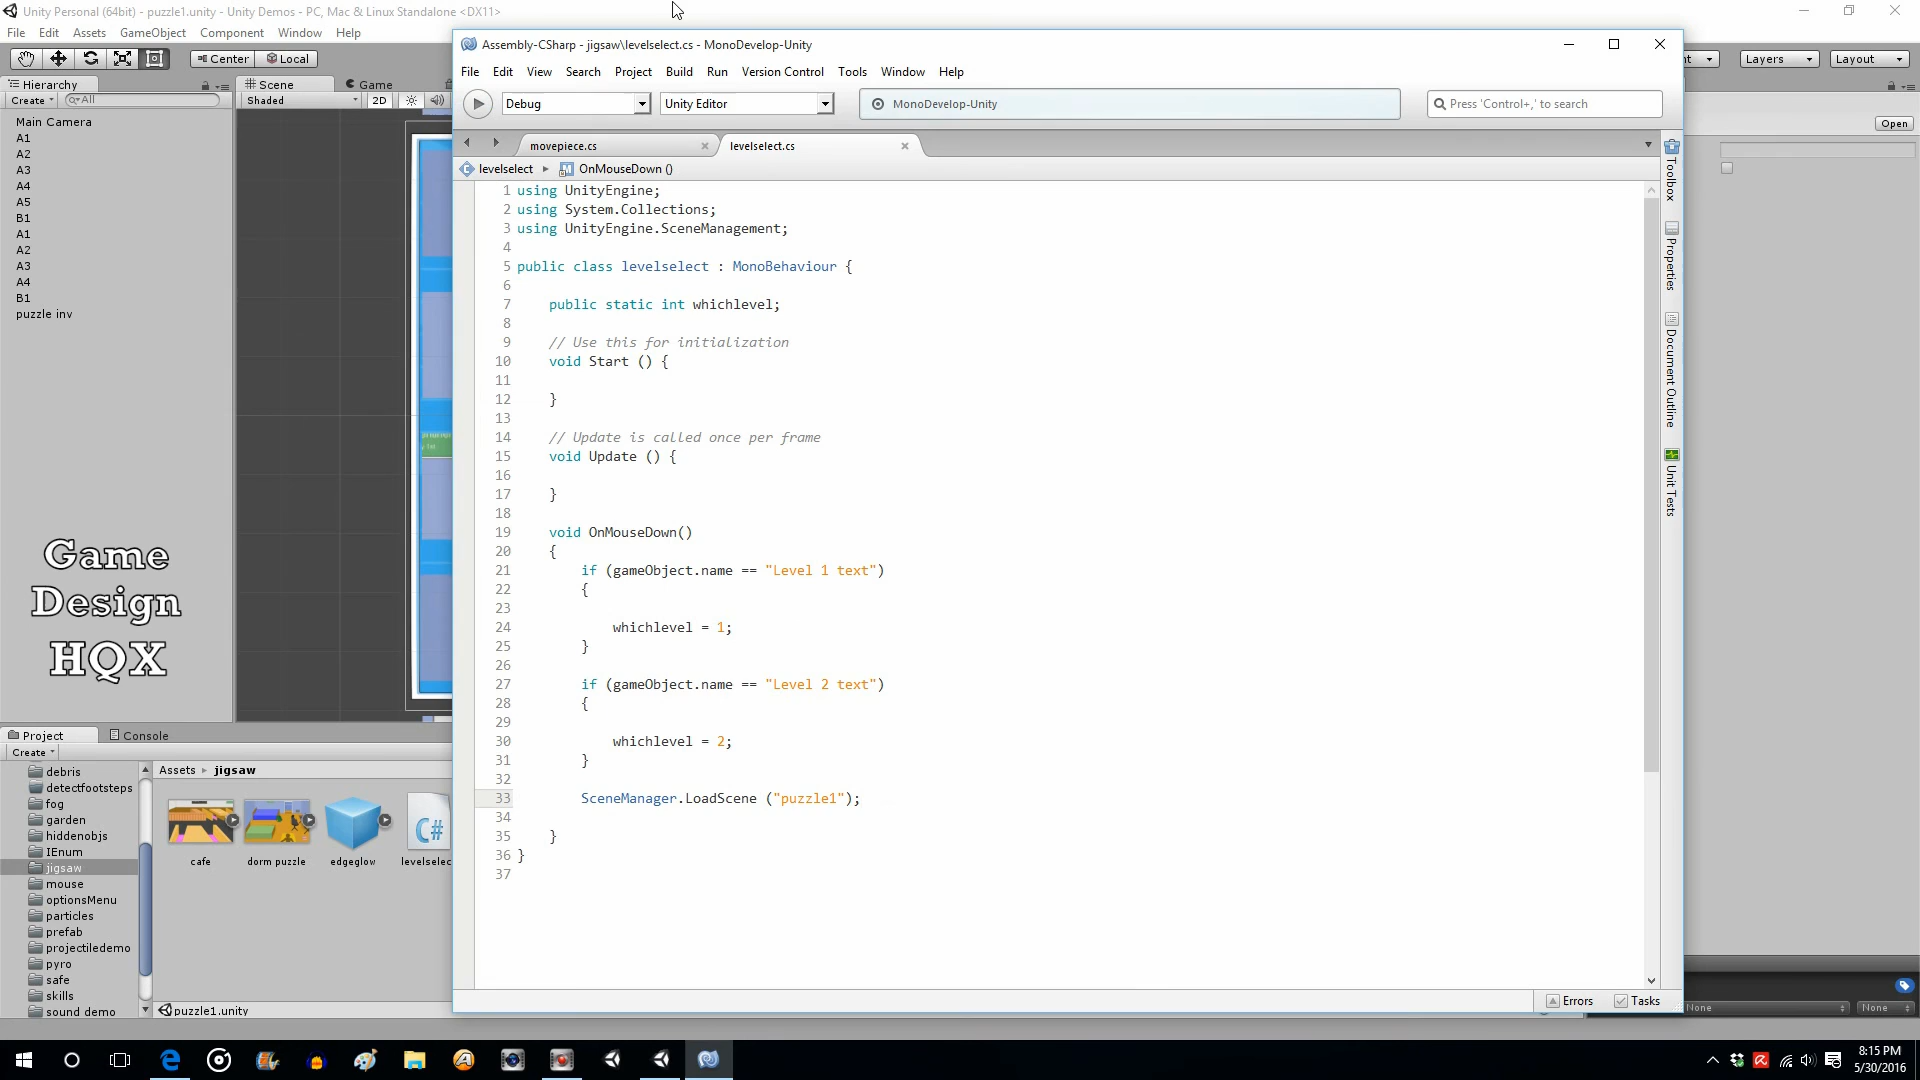 Unity Personal (64bit) - puzzle1.unity - Unity Demos - PC, Mac & Linux Standalone <DX11>
File Edit Assets GameObject Component Window Help
Center Local
Layers Layout
Hierarchy
Create All
Main Camera
A1
A2
A3
A4
A5
B1
A1
A2
A3
A4
B1
puzzle inv
Scene Game
Shaded 2D
Open
Assembly-CSharp - jigsaw\levelselect.cs - MonoDevelop-Unity
File Edit View Search Project Build Run Version Control Tools Window Help
Debug Unity Editor MonoDevelop-Unity Press 'Control+,' to search
movepiece.cs levelselect.cs
levelselect OnMouseDown ()
1 using UnityEngine;
2 using System.Collections;
3 using UnityEngine.SceneManagement;
4
5 public class levelselect : MonoBehaviour {
6
7 public static int whichlevel;
8
9 // Use this for initialization
10 void Start () {
11
12 }
13
14 // Update is called once per frame
15 void Update () {
16
17 }
18
19 void OnMouseDown()
20 {
21 if (gameObject.name == "Level 1 text")
22 {
23
24 whichlevel = 1;
25 }
26
27 if (gameObject.name == "Level 2 text")
28 {
29
30 whichlevel = 2;
31 }
32
33 SceneManager.LoadScene ("puzzle1");
34
35 }
36 }
37
Toolbox
Properties
Document Outline
Unit Tests
Errors Tasks
Game
Design
HQX
Project Console
Create
debris
detectfootsteps
fog
garden
hiddenobjs
IEnum
jigsaw
mouse
optionsMenu
particles
prefab
projectiledemo
pyro
safe
skills
sound demo
Assets jigsaw
cafe dorm puzzle edgeglow levelselec
C#
puzzle1.unity
None None
8:15 PM
5/30/2016